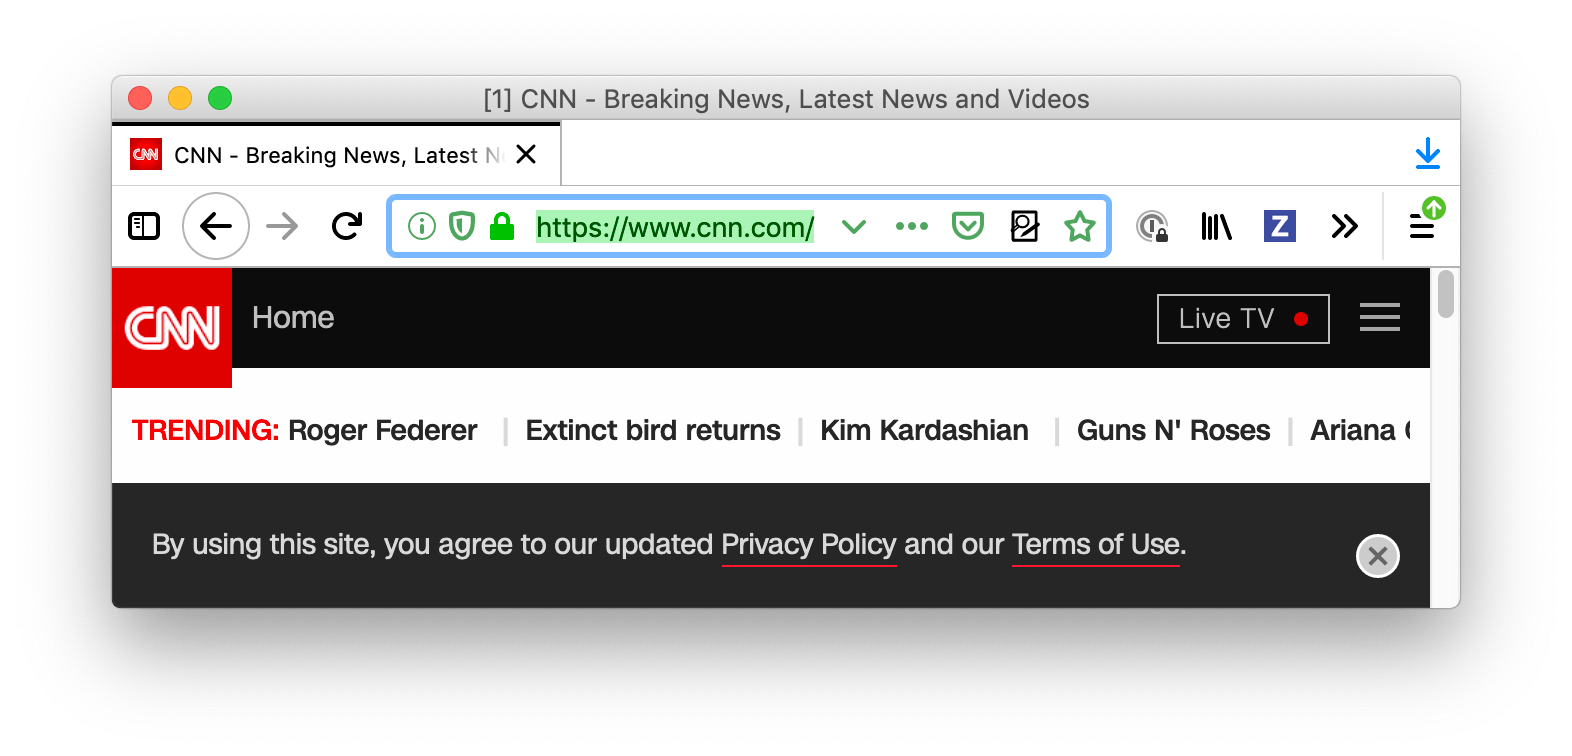 [1] CNN - Breaking News, Latest News and Videos
CNN CNN - Breaking News, Latest N
https://www.cnn.com/ Z
CNN Home Live TV
TRENDING: Roger Federer | Extinct bird returns | Kim Kardashian | Guns N' Roses | Ariana
By using this site, you agree to our updated Privacy Policy and our Terms of Use.